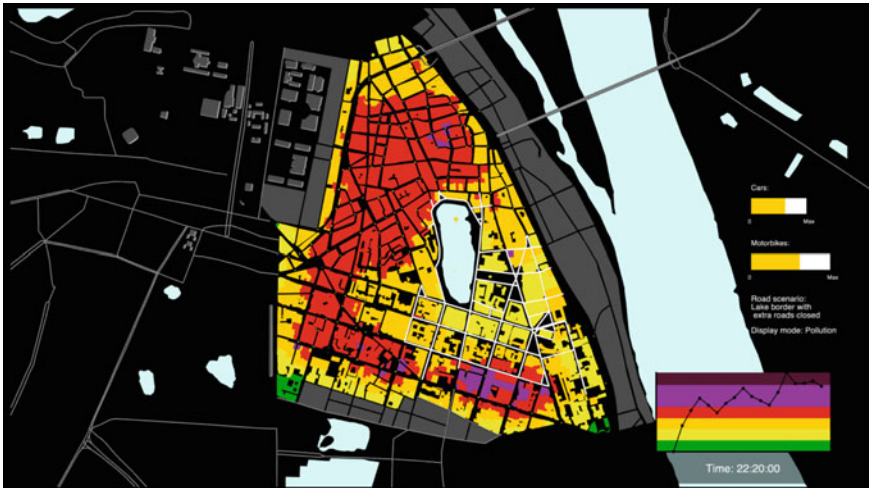 Cars:
0 Max
Motorbikes:
0 Max
Road scenario:
Lake border with
extra roads closed
Display mode: Pollution
Time: 22:20:00